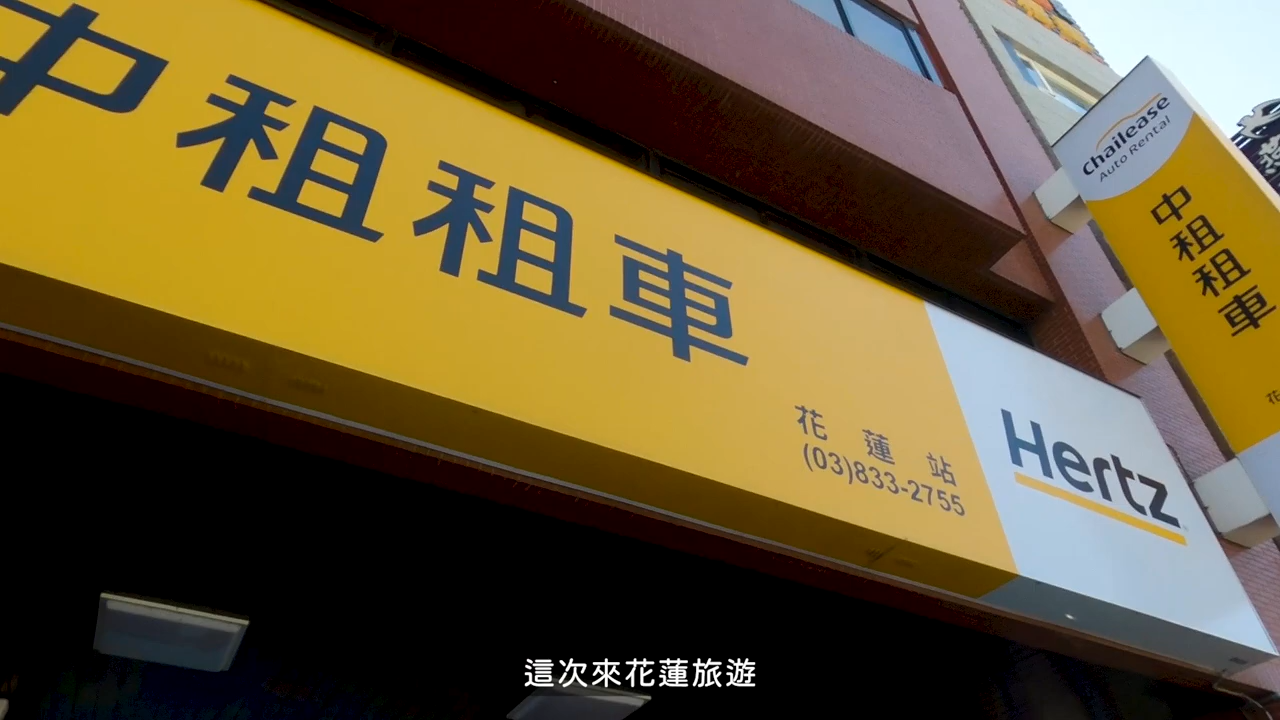 中租租車
花蓮站
(03)833-2755
Hertz
Chailease
Auto Rental
中租租車
花
這次來花蓮旅遊